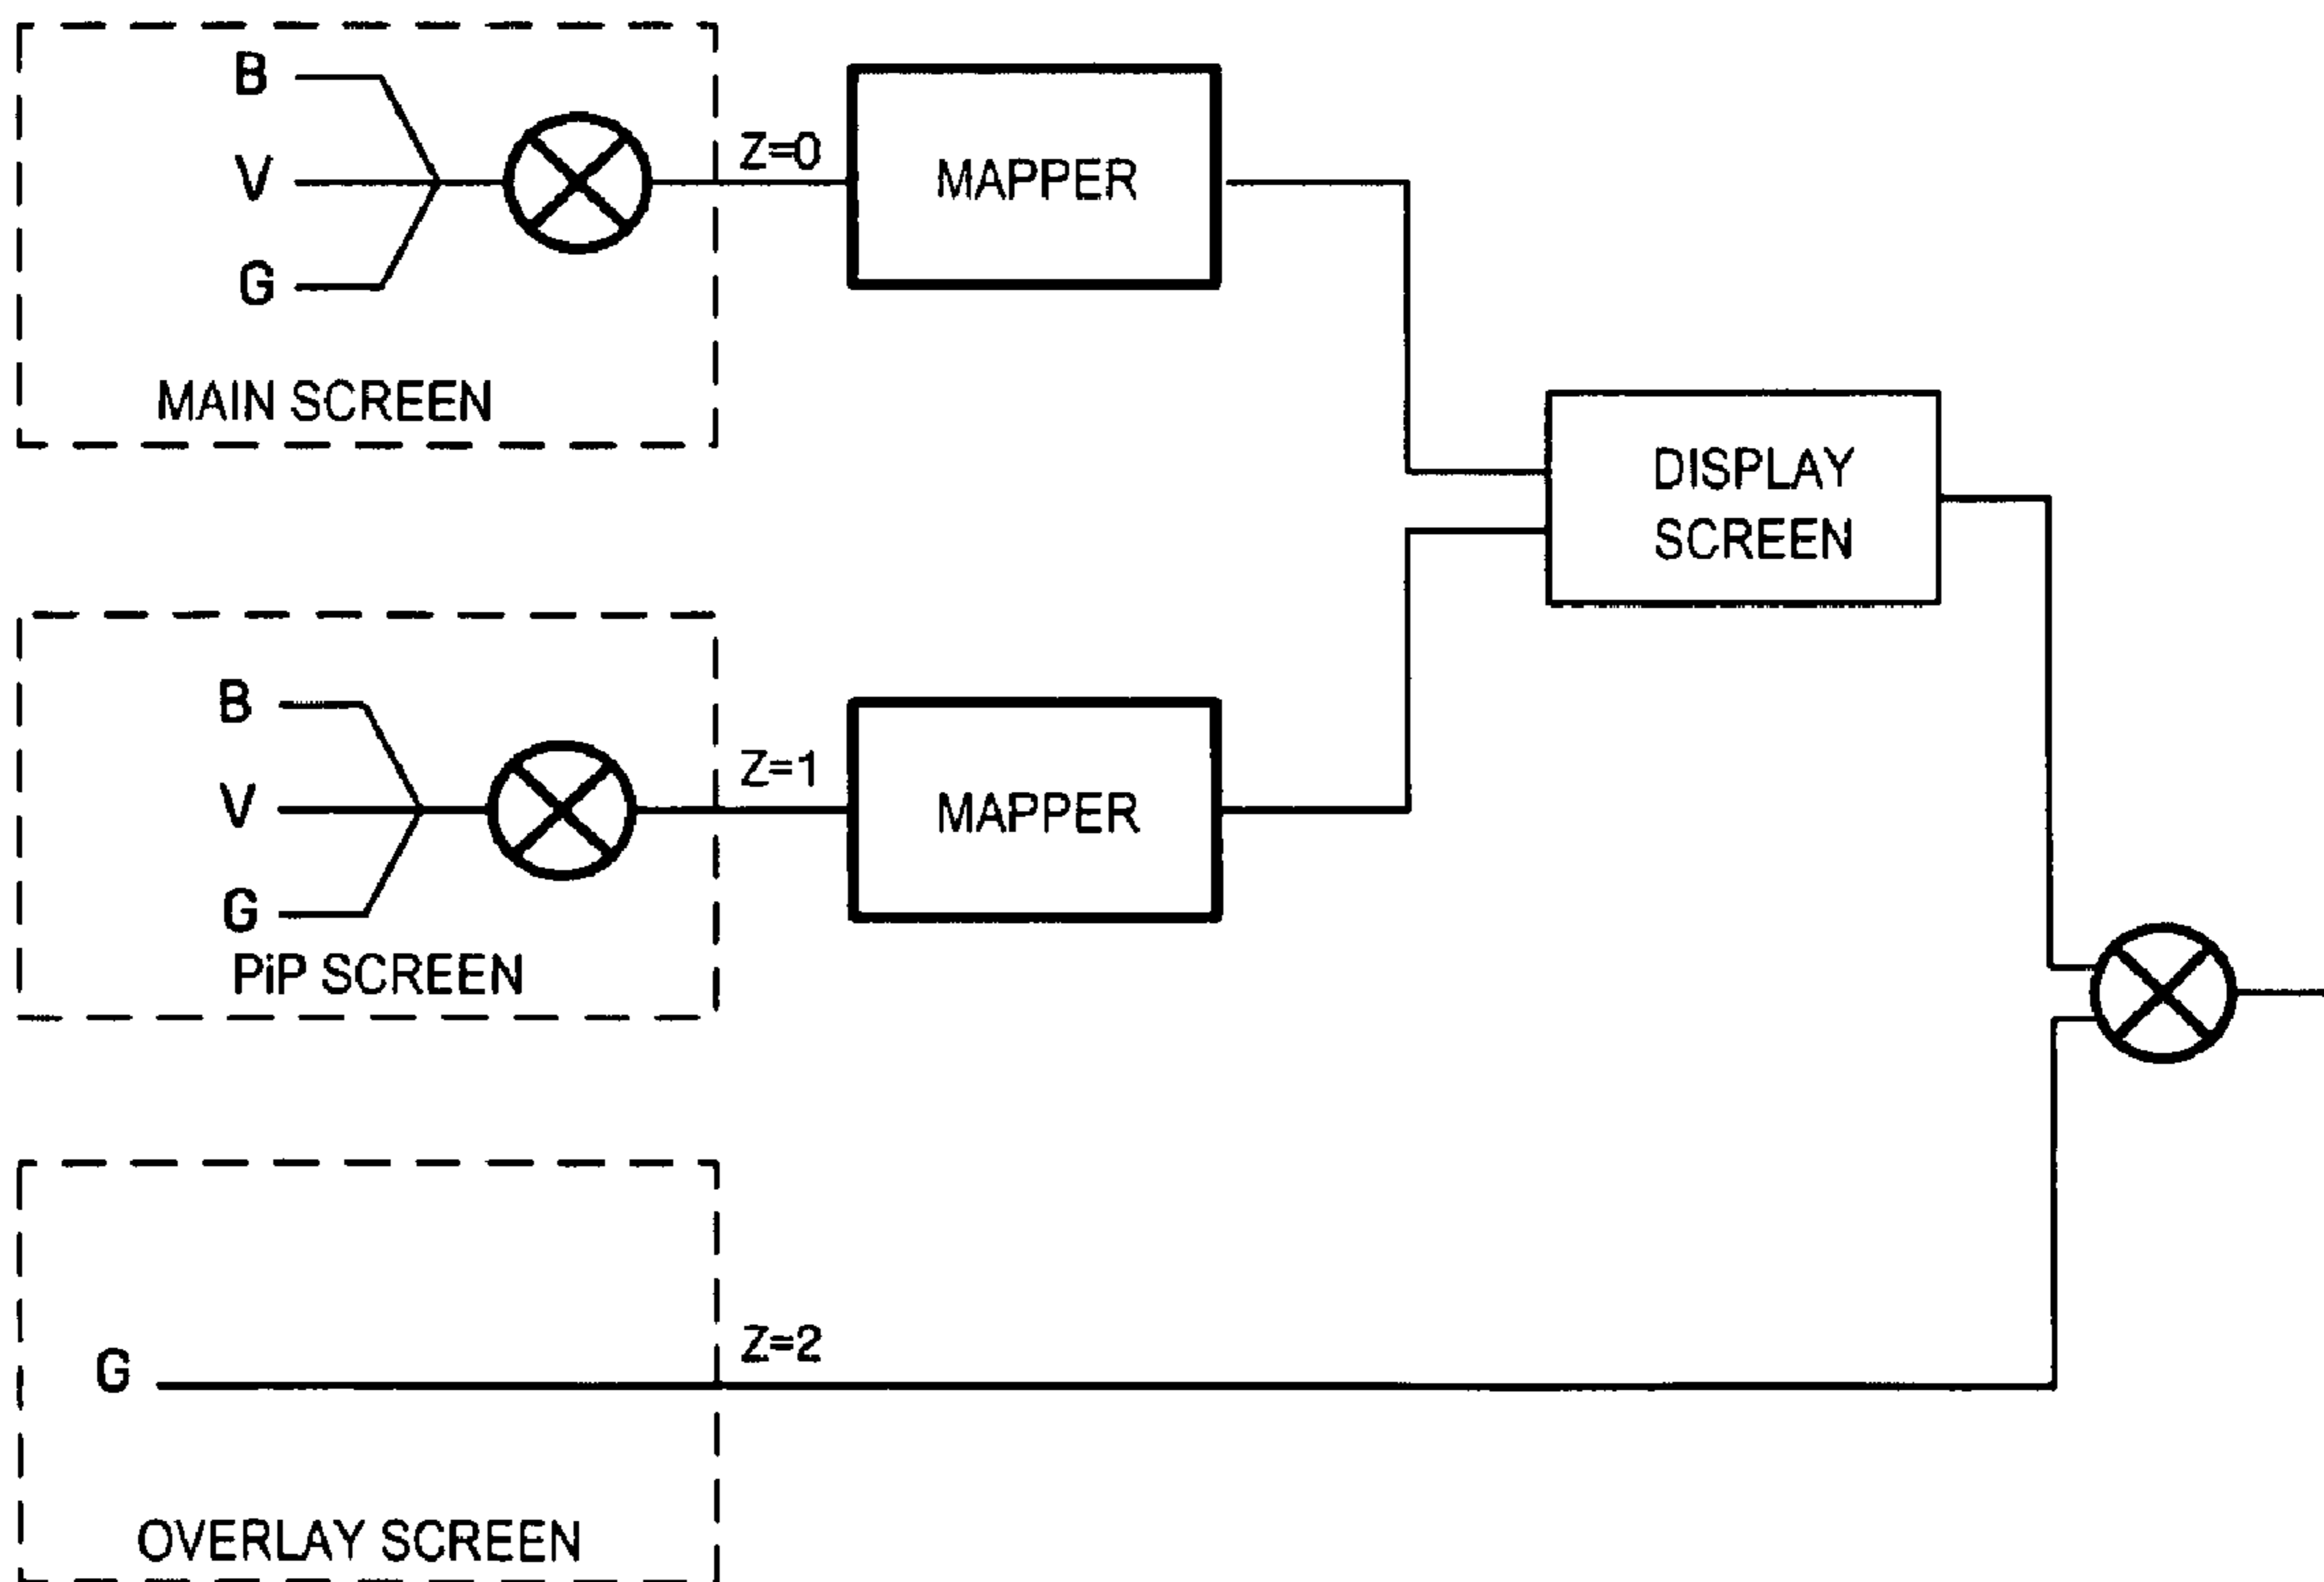 B
V
G
Z=0
MAPPER
MAIN SCREEN
DISPLAY
SCREEN
B
V
G
Z=1
MAPPER
PiP SCREEN
G
Z=2
OVERLAY SCREEN